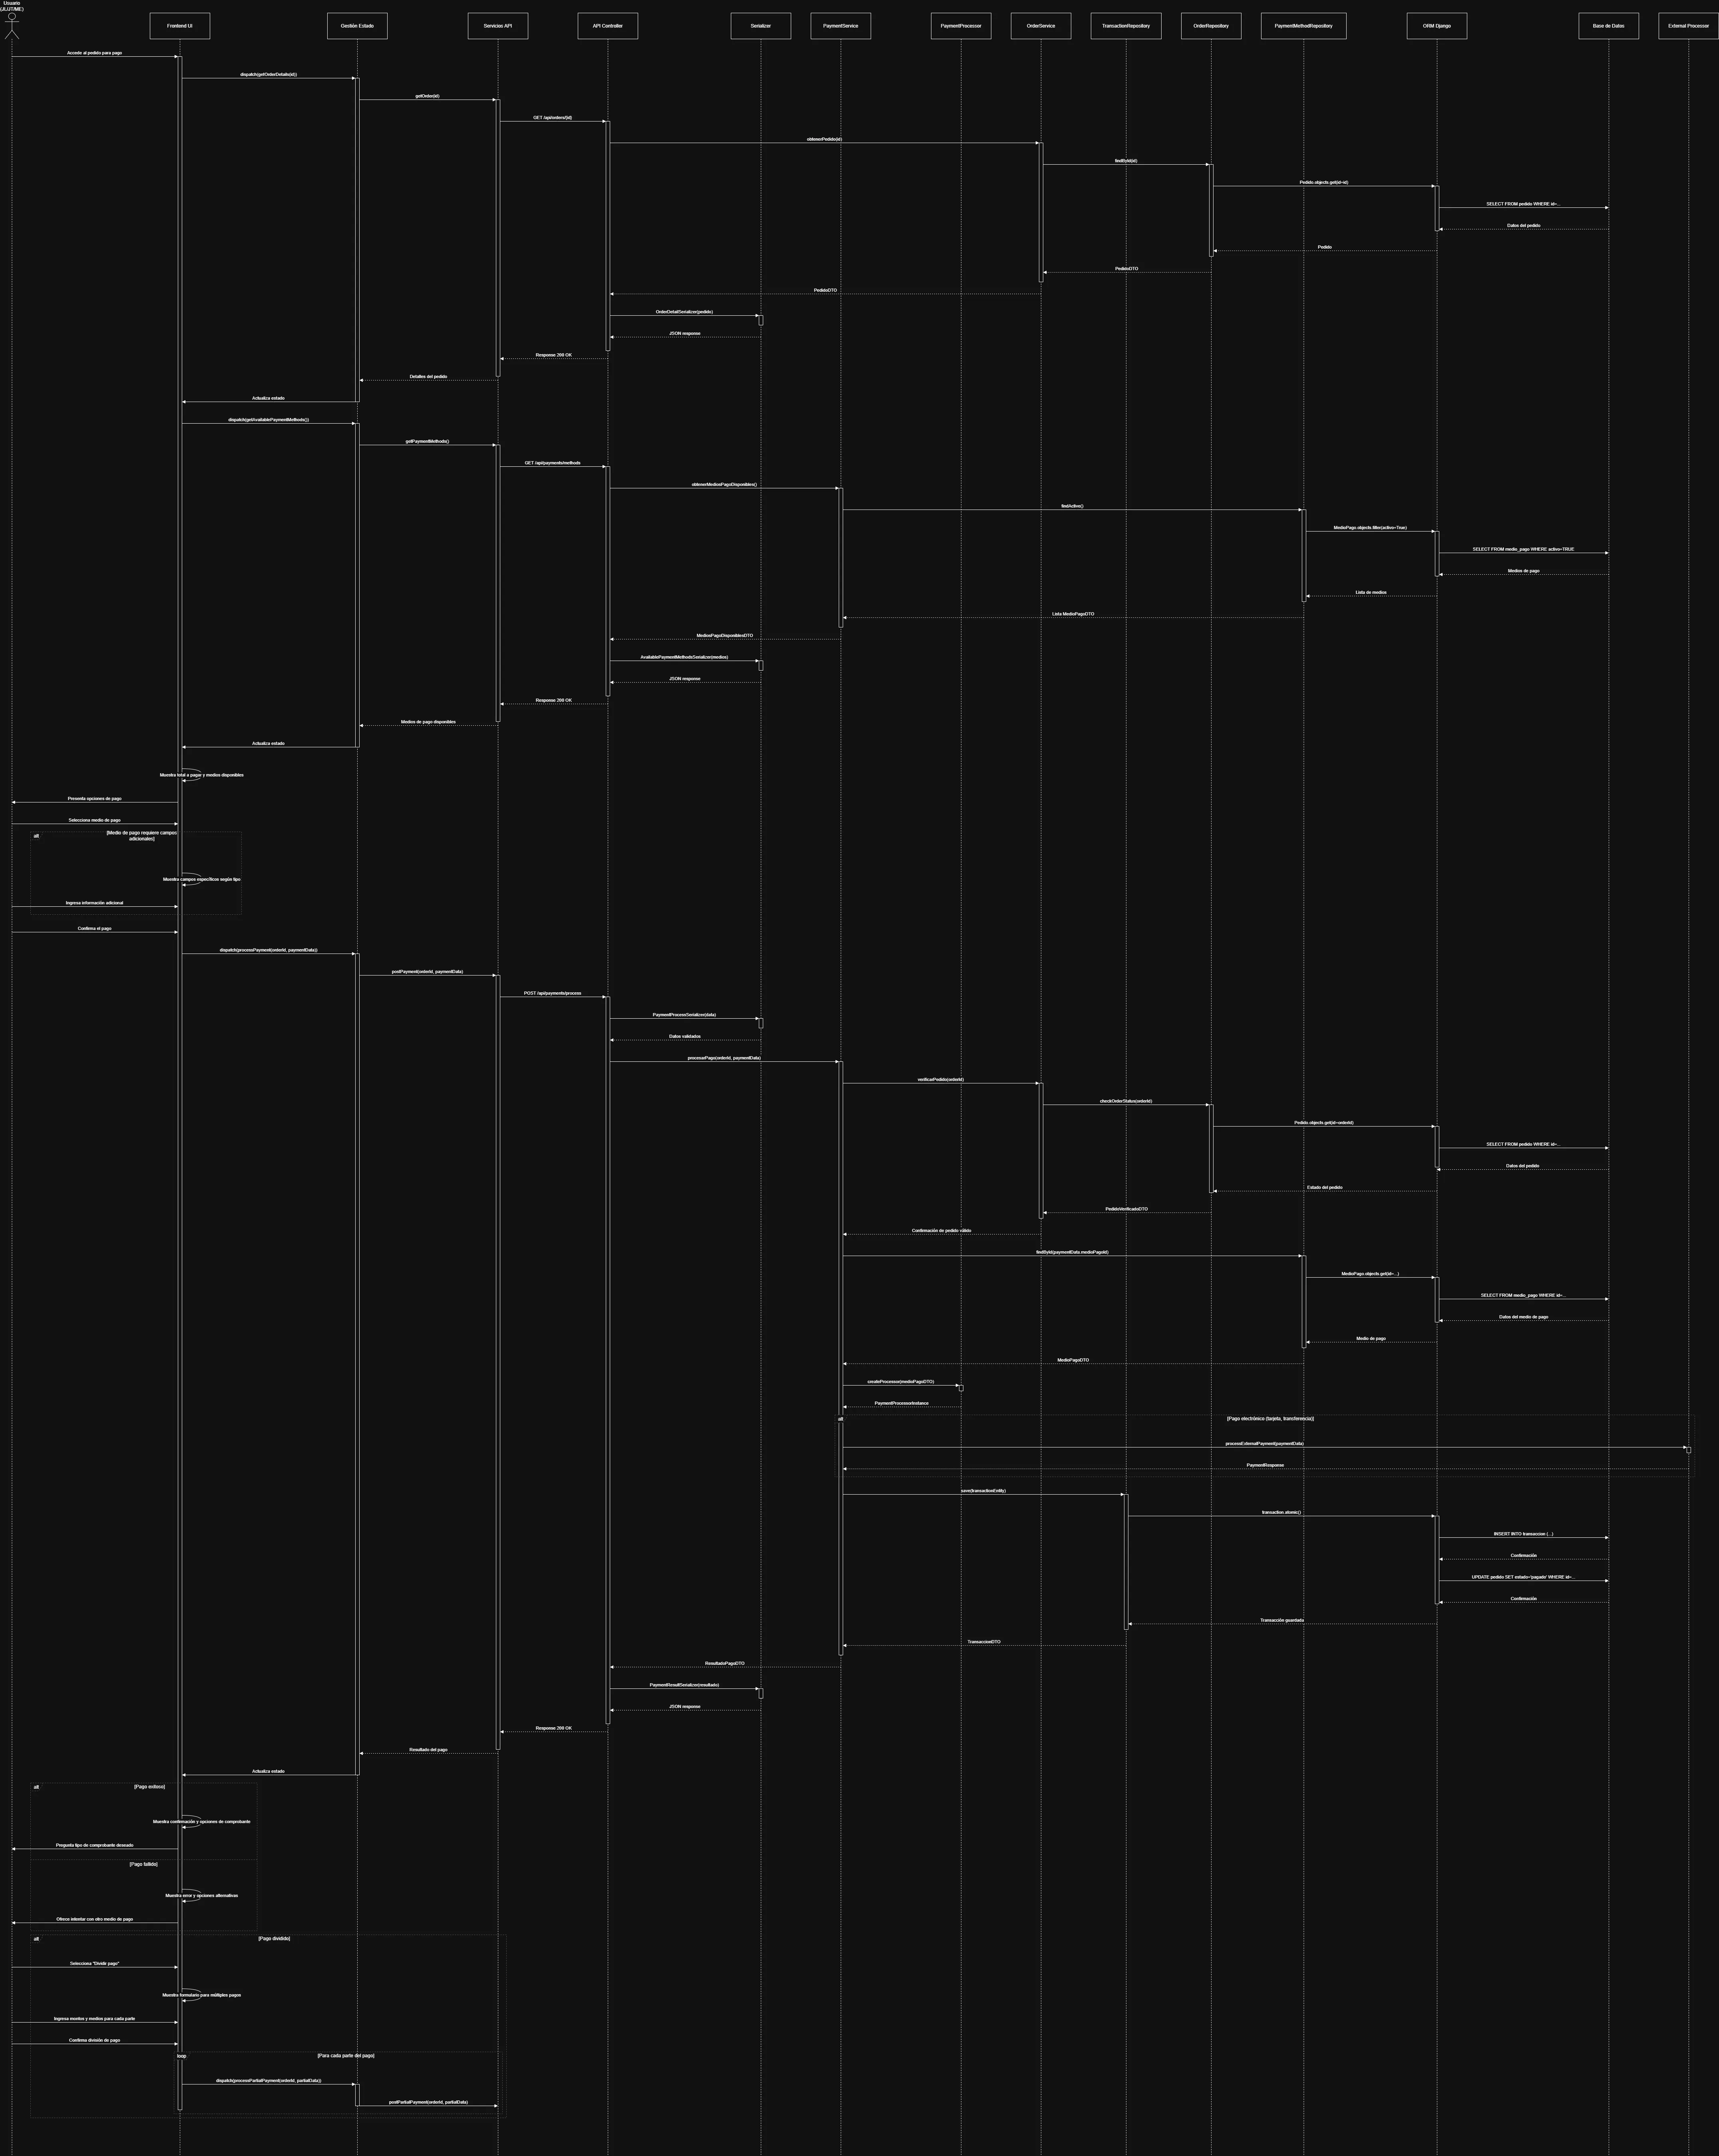 Usuario
(JL/JT/ME)
Frontend UI
Gestión Estado
Servicios API
API Controller
Serializer
PaymentService
PaymentProcessor
OrderService
TransactionRepository
OrderRepository
PaymentMethodRepository
ORM Django
Base de Datos
External Processor
Accede al pedido para pago
dispatch(getOrderDetails(id))
getOrder(id)
GET /api/orders/{id}
obtenerPedido(id)
findById(id)
Pedido.objects.get(id=id)
SELECT FROM pedido WHERE id=...
Datos del pedido
Pedido
PedidoDTO
PedidoDTO
OrderDetailSerializer(pedido)
JSON response
Response 200 OK
Detalles del pedido
Actualiza estado
dispatch(getAvailablePaymentMethods())
getPaymentMethods()
GET /api/payments/methods
obtenerMediosPagoDisponibles()
findActive()
MedioPago.objects.filter(activo=True)
SELECT FROM medio_pago WHERE activo=TRUE
Medios de pago
Lista de medios
Lista MedioPagoDTO
MediosPagoDisponiblesDTO
AvailablePaymentMethodsSerializer(medios)
JSON response
Response 200 OK
Medios de pago disponibles
Actualiza estado
Muestra total a pagar y medios disponibles
Presenta opciones de pago
Selecciona medio de pago
alt
[Medio de pago requiere campos
adicionales]
Muestra campos específicos según tipo
Ingresa información adicional
Confirma el pago
dispatch(processPayment(orderId, paymentData))
postPayment(orderId, paymentData)
POST /api/payments/process
PaymentProcessSerializer(data)
Datos validados
procesarPago(orderId, paymentData)
verificarPedido(orderId)
checkOrderStatus(orderId)
Pedido.objects.get(id=orderId)
SELECT FROM pedido WHERE id=...
Datos del pedido
Estado del pedido
PedidoVerificadoDTO
Confirmación de pedido válido
findById(paymentData.medioPagoId)
MedioPago.objects.get(id=...)
SELECT FROM medio_pago WHERE id=...
Datos del medio de pago
Medio de pago
MedioPagoDTO
createProcessor(medioPagoDTO)
PaymentProcessorInstance
alt
[Pago electrónico (tarjeta, transferencia)]
processExternalPayment(paymentData)
PaymentResponse
save(transactionEntity)
transaction.atomic()
INSERT INTO transaccion (...)
Confirmación
UPDATE pedido SET estado='pagado' WHERE id=...
Confirmación
Transacción guardada
TransaccionDTO
ResultadoPagoDTO
PaymentResultSerializer(resultado)
JSON response
Response 200 OK
Resultado del pago
Actualiza estado
alt
[Pago exitoso]
Muestra confirmación y opciones de comprobante
Pregunta tipo de comprobante deseado
[Pago fallido]
Muestra error y opciones alternativas
Ofrece intentar con otro medio de pago
alt
[Pago dividido]
Selecciona "Dividir pago"
Muestra formulario para múltiples pagos
Ingresa montos y medios para cada parte
Confirma división de pago
loop
[Para cada parte del pago]
dispatch(processPartialPayment(orderId, partialData))
postPartialPayment(orderId, partialData)